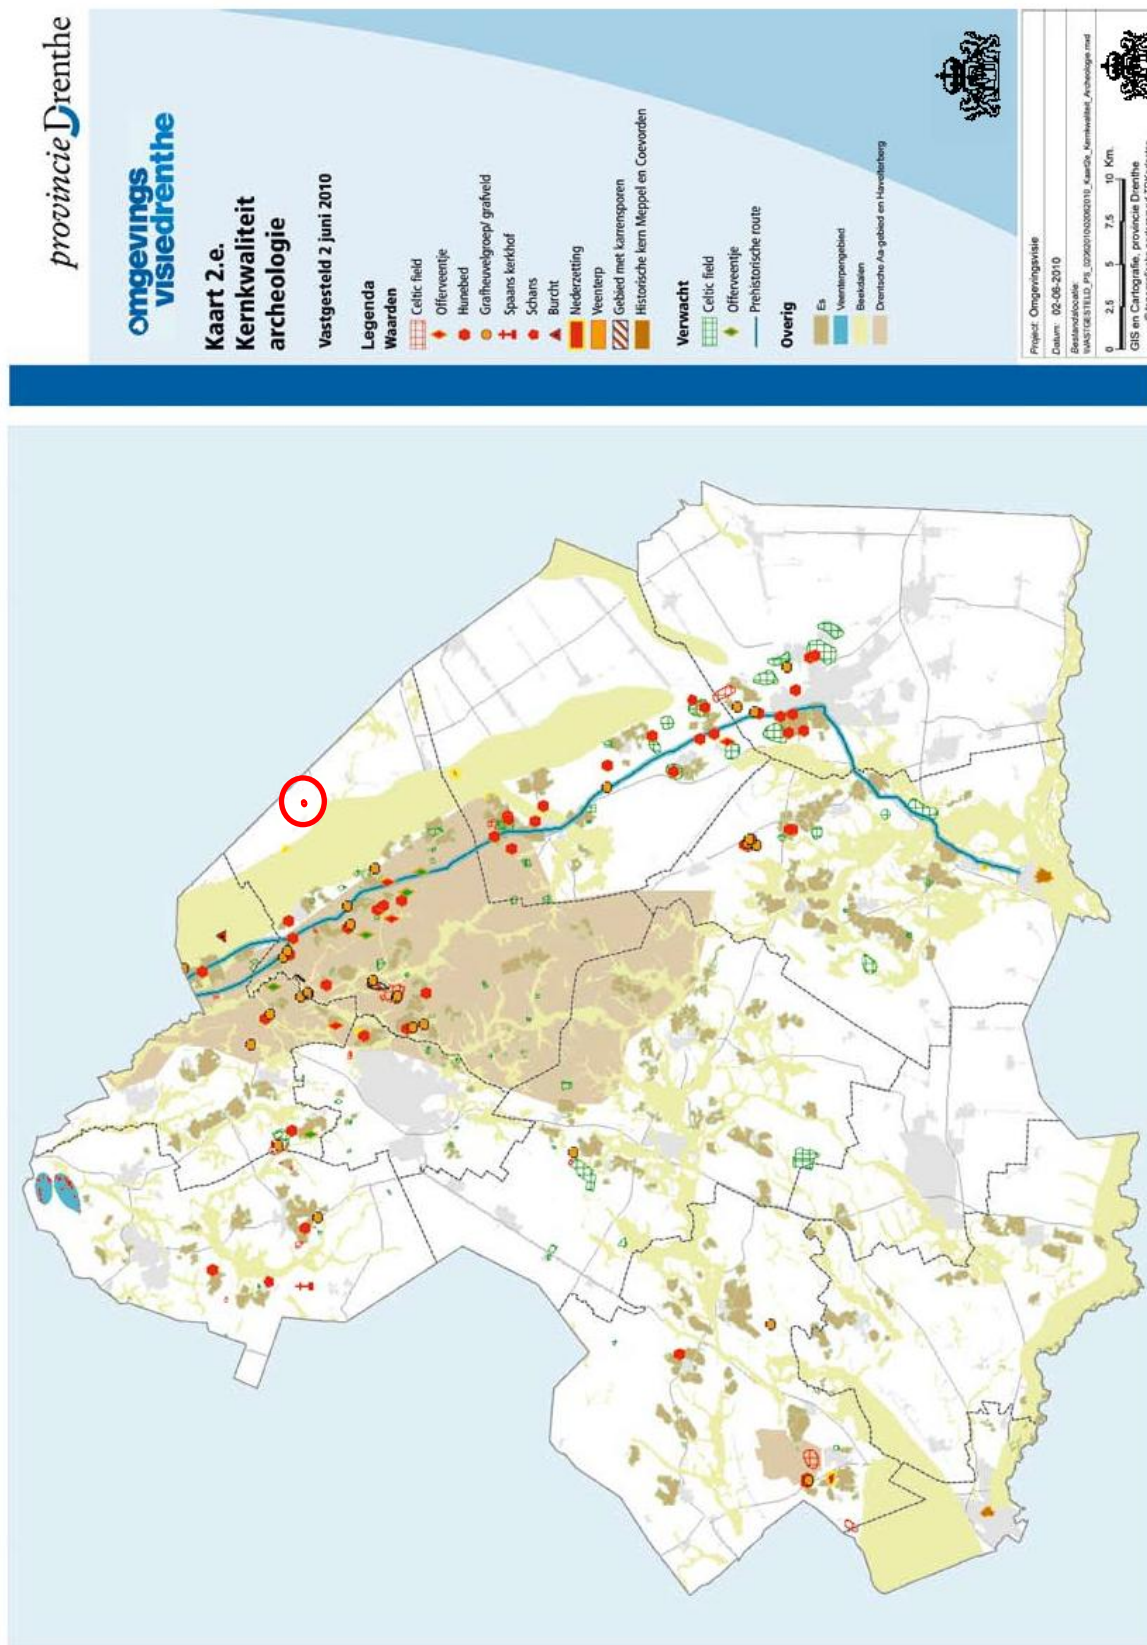 provincie Drenthe
omgevings
VISIEdrenthe
Kaart 2.e.
Kernkwaliteit
archeologie
Vastgesteld 2 juni 2010
Legenda
Waarden
Celtic field
Offerveentje
Hunebed
Grafheuvelgroep/ grafveld
Spaans kerkhof
Schans
Burcht
Nederzetting
Veenterp
Gebied met karrensporen
Historische kern Meppel en Coevorden
Verwacht
Celtic field
Offerveentje
Prehistorische route
Overig
Es
Veenterpengebied
Beekdalen
Drentsche Aa-gebied en Havelterberg
Project: Omgevingsvisie
Datum: 02-06-2010
Bestandslocatie:
0 2,5 5 7,5 10 Km.
GIS en Cartografie, provincie Drenthe